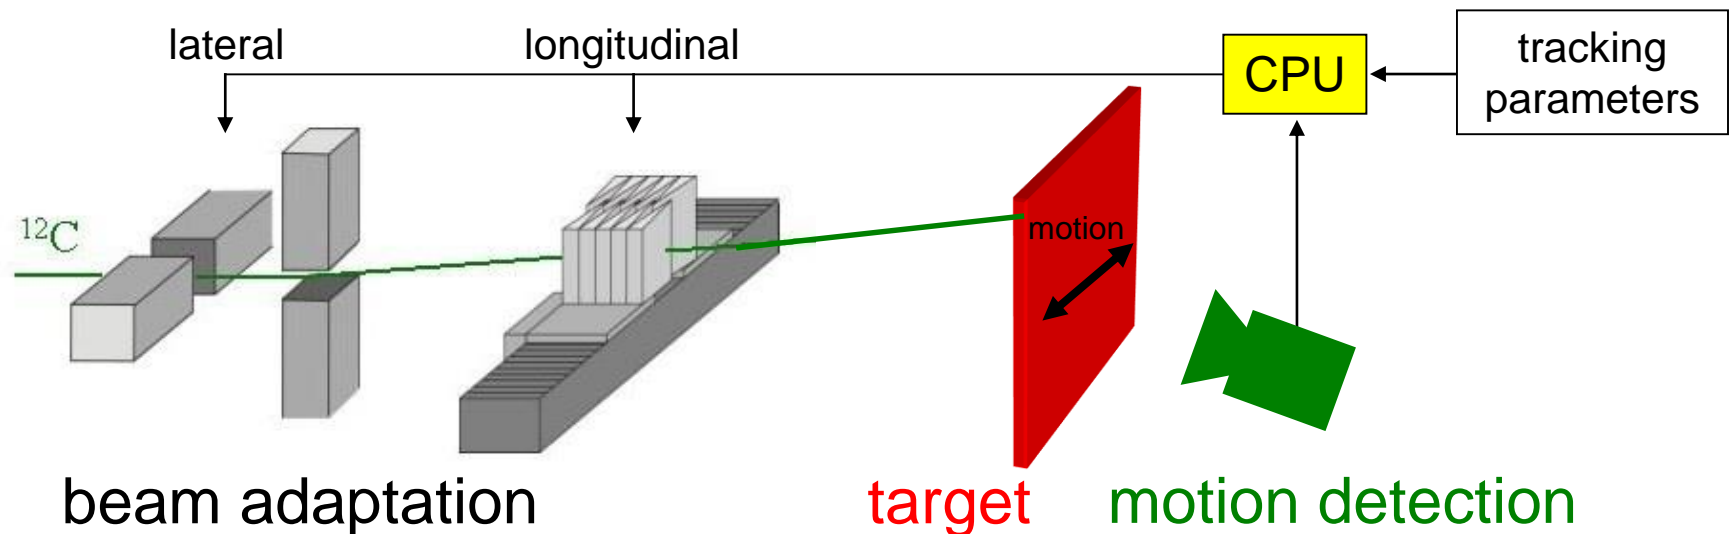 lateral
longitudinal
CPU
tracking
parameters
¹²C
motion
beam adaptation
target
motion detection